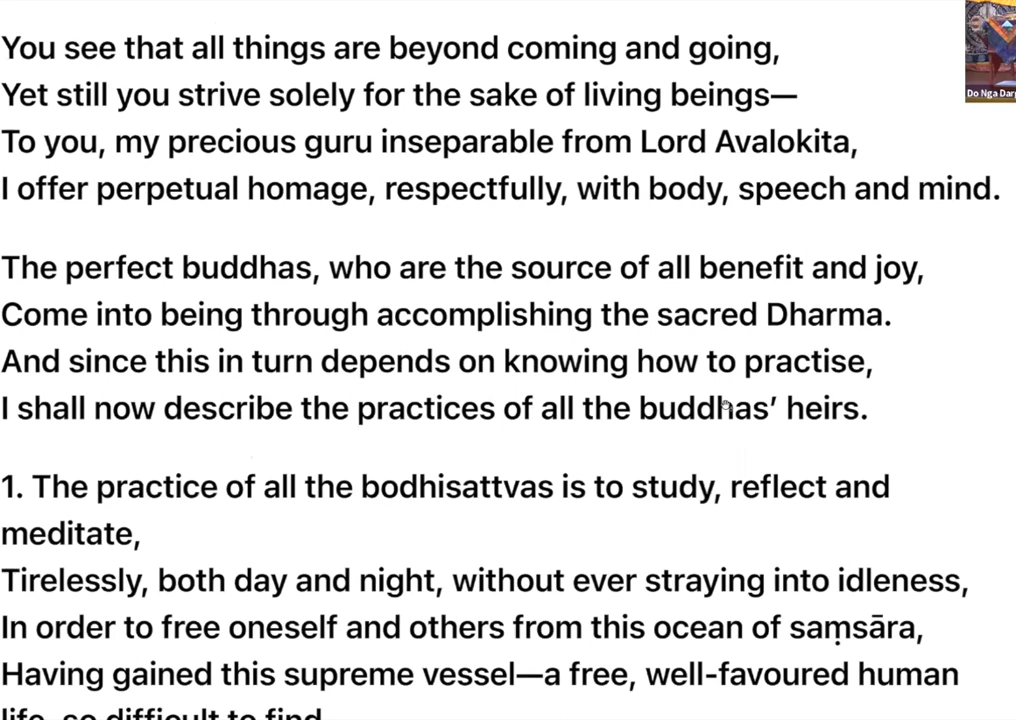 You see that all things are beyond coming and going,
Yet still you strive solely for the sake of living beings—
To you, my precious guru inseparable from Lord Avalokita,
I offer perpetual homage, respectfully, with body, speech and mind.
The perfect buddhas, who are the source of all benefit and joy,
Come into being through accomplishing the sacred Dharma.
And since this in turn depends on knowing how to practise,
I shall now describe the practices of all the buddhas’ heirs.
1. The practice of all the bodhisattvas is to study, reflect and
meditate,
Tirelessly, both day and night, without ever straying into idleness,
In order to free oneself and others from this ocean of saṃsāra,
Having gained this supreme vessel—a free, well-favoured human
life, so difficult to find.
Do Nga Darg